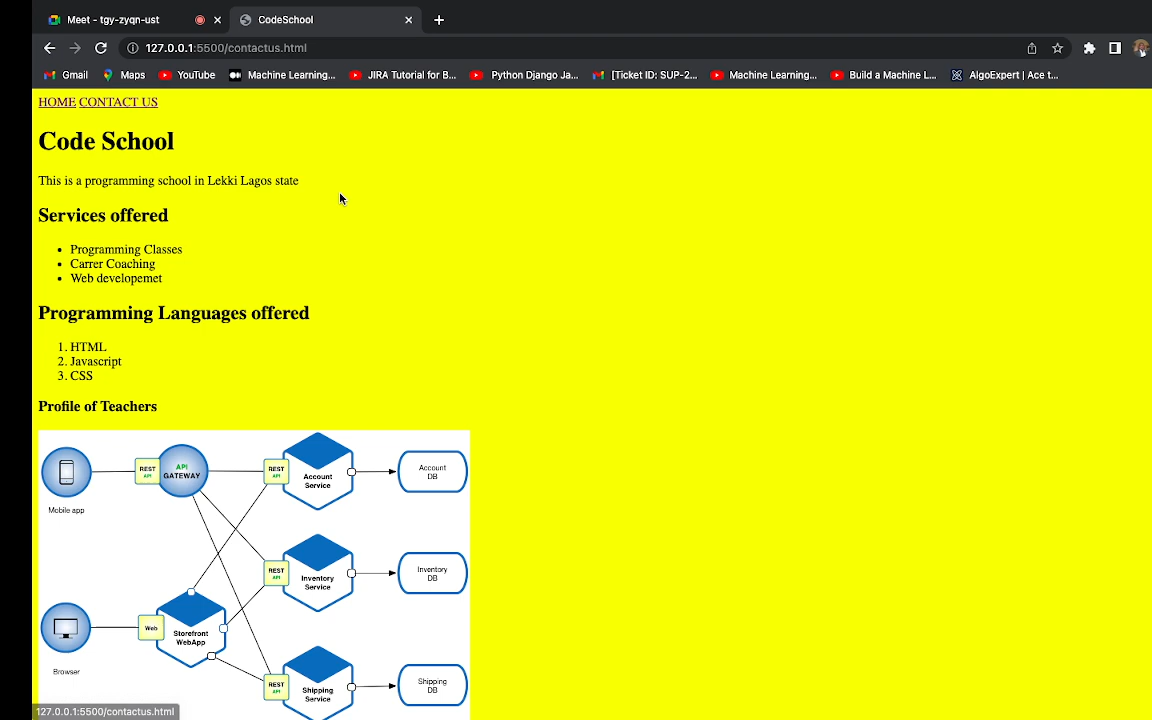 Meet - tgy-zyqn-ust
CodeSchool
127.0.0.1:5500/contactus.html
Gmail Maps YouTube Machine Learning... JIRA Tutorial for B... Python Django Ja... [Ticket ID: SUP-2... Machine Learning... Build a Machine L... AlgoExpert | Ace t...
HOME CONTACT US
Code School
This is a programming school in Lekki Lagos state
Services offered
• Programming Classes
• Carrer Coaching
• Web developemet
Programming Languages offered
1. HTML
2. Javascript
3. CSS
Profile of Teachers
REST
API
API
GATEWAY
REST
API
Account
Service
Account
DB
Mobile app
REST
API
Inventory
Service
Inventory
DB
Web
Storefront
WebApp
Browser
REST
API
Shipping
Service
Shipping
DB
127.0.0.1:5500/contactus.html